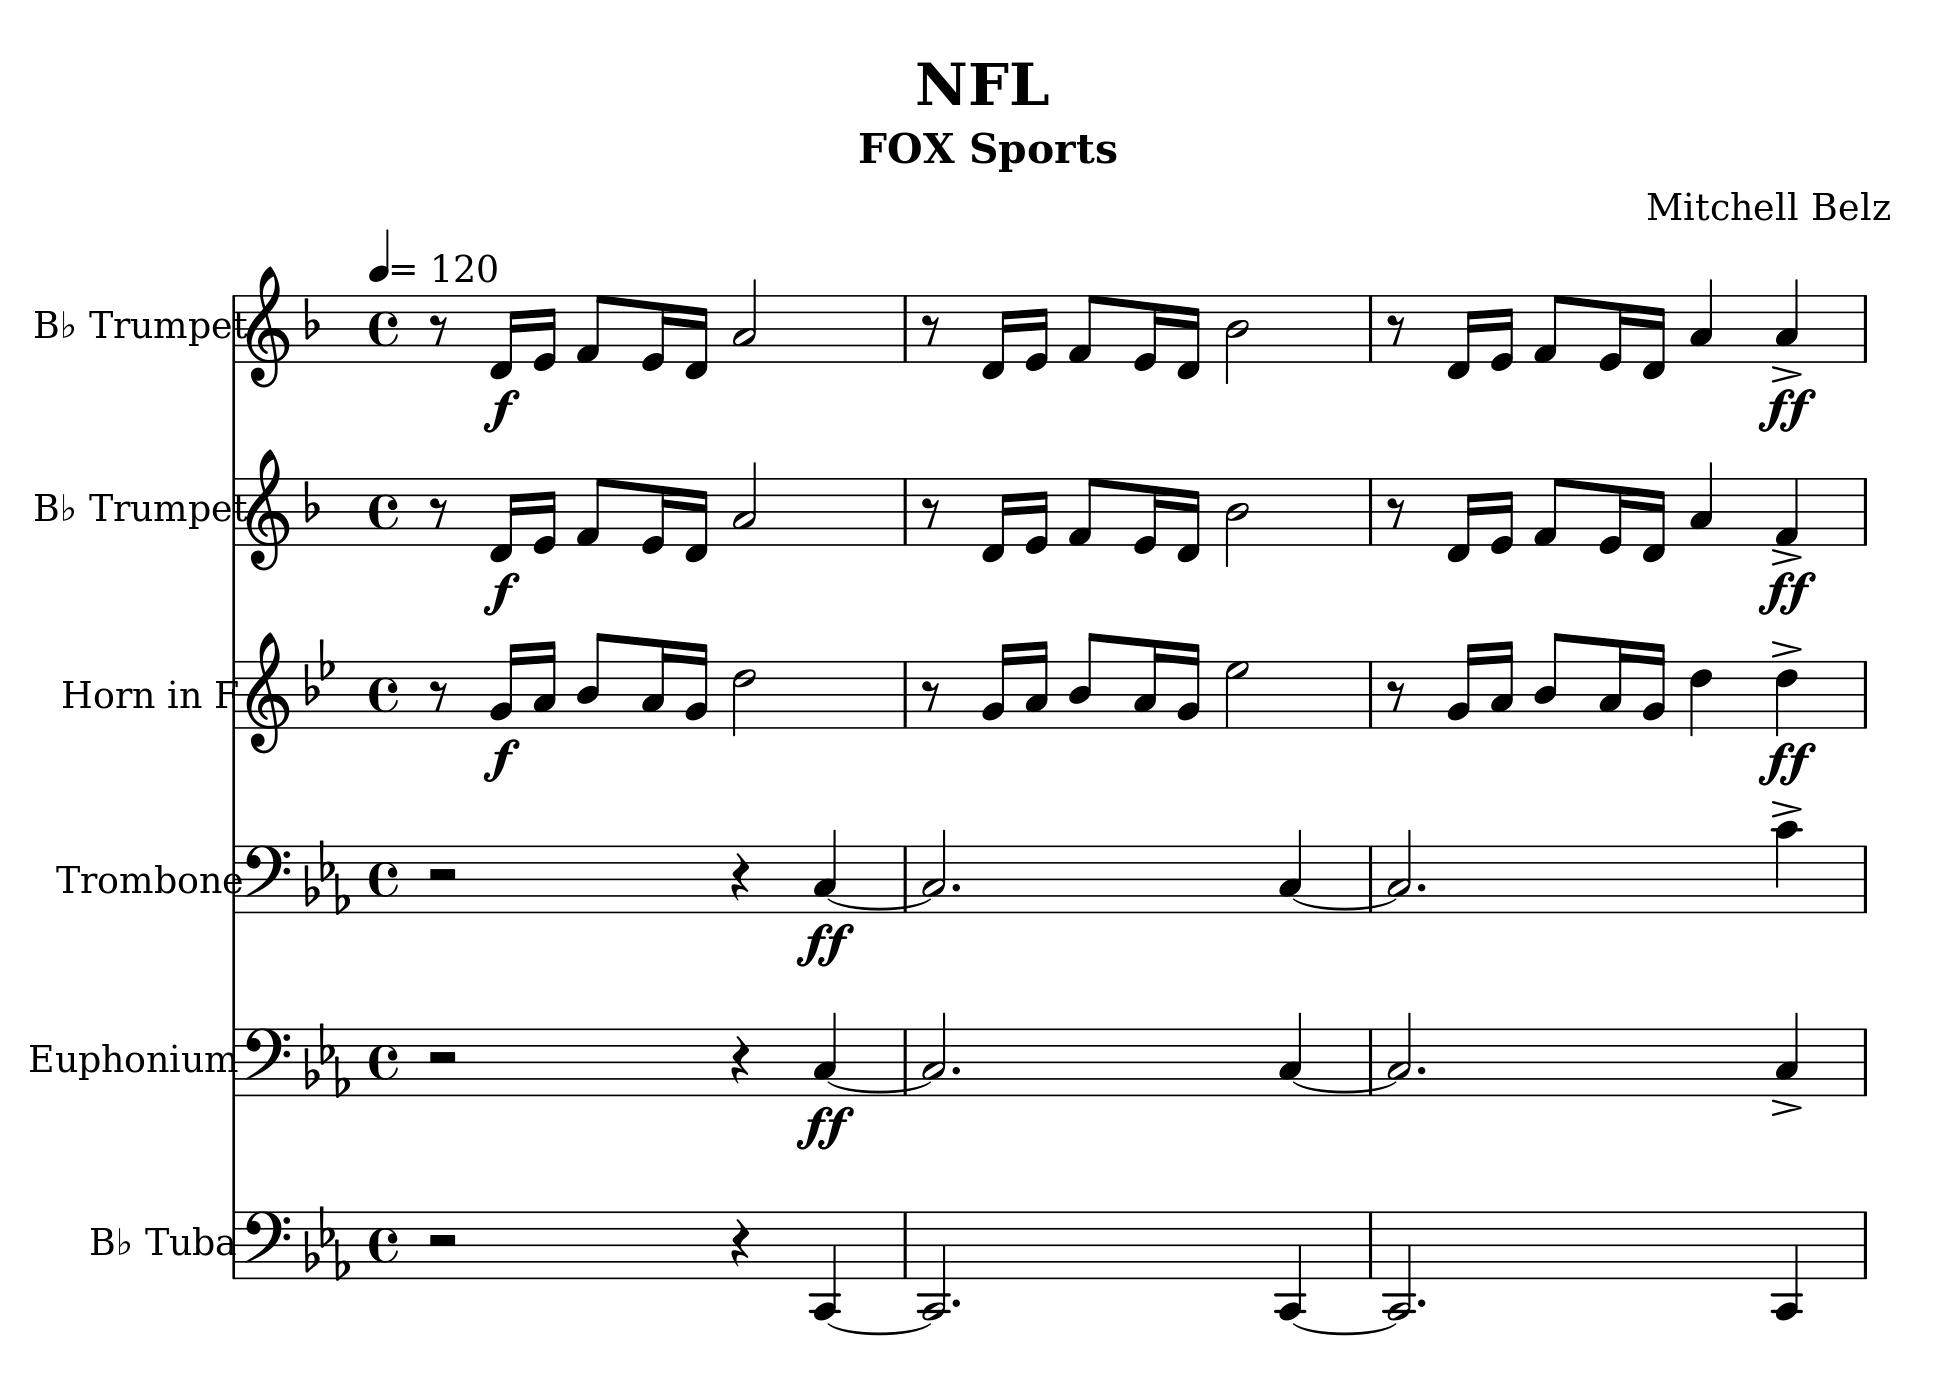 NFL
FOX Sports
Mitchell Belz
= 120
B♭ Trumpet
f
ff
B♭ Trumpet
f
ff
Horn in F
f
ff
Trombone
ff
Euphonium
ff
B♭ Tuba